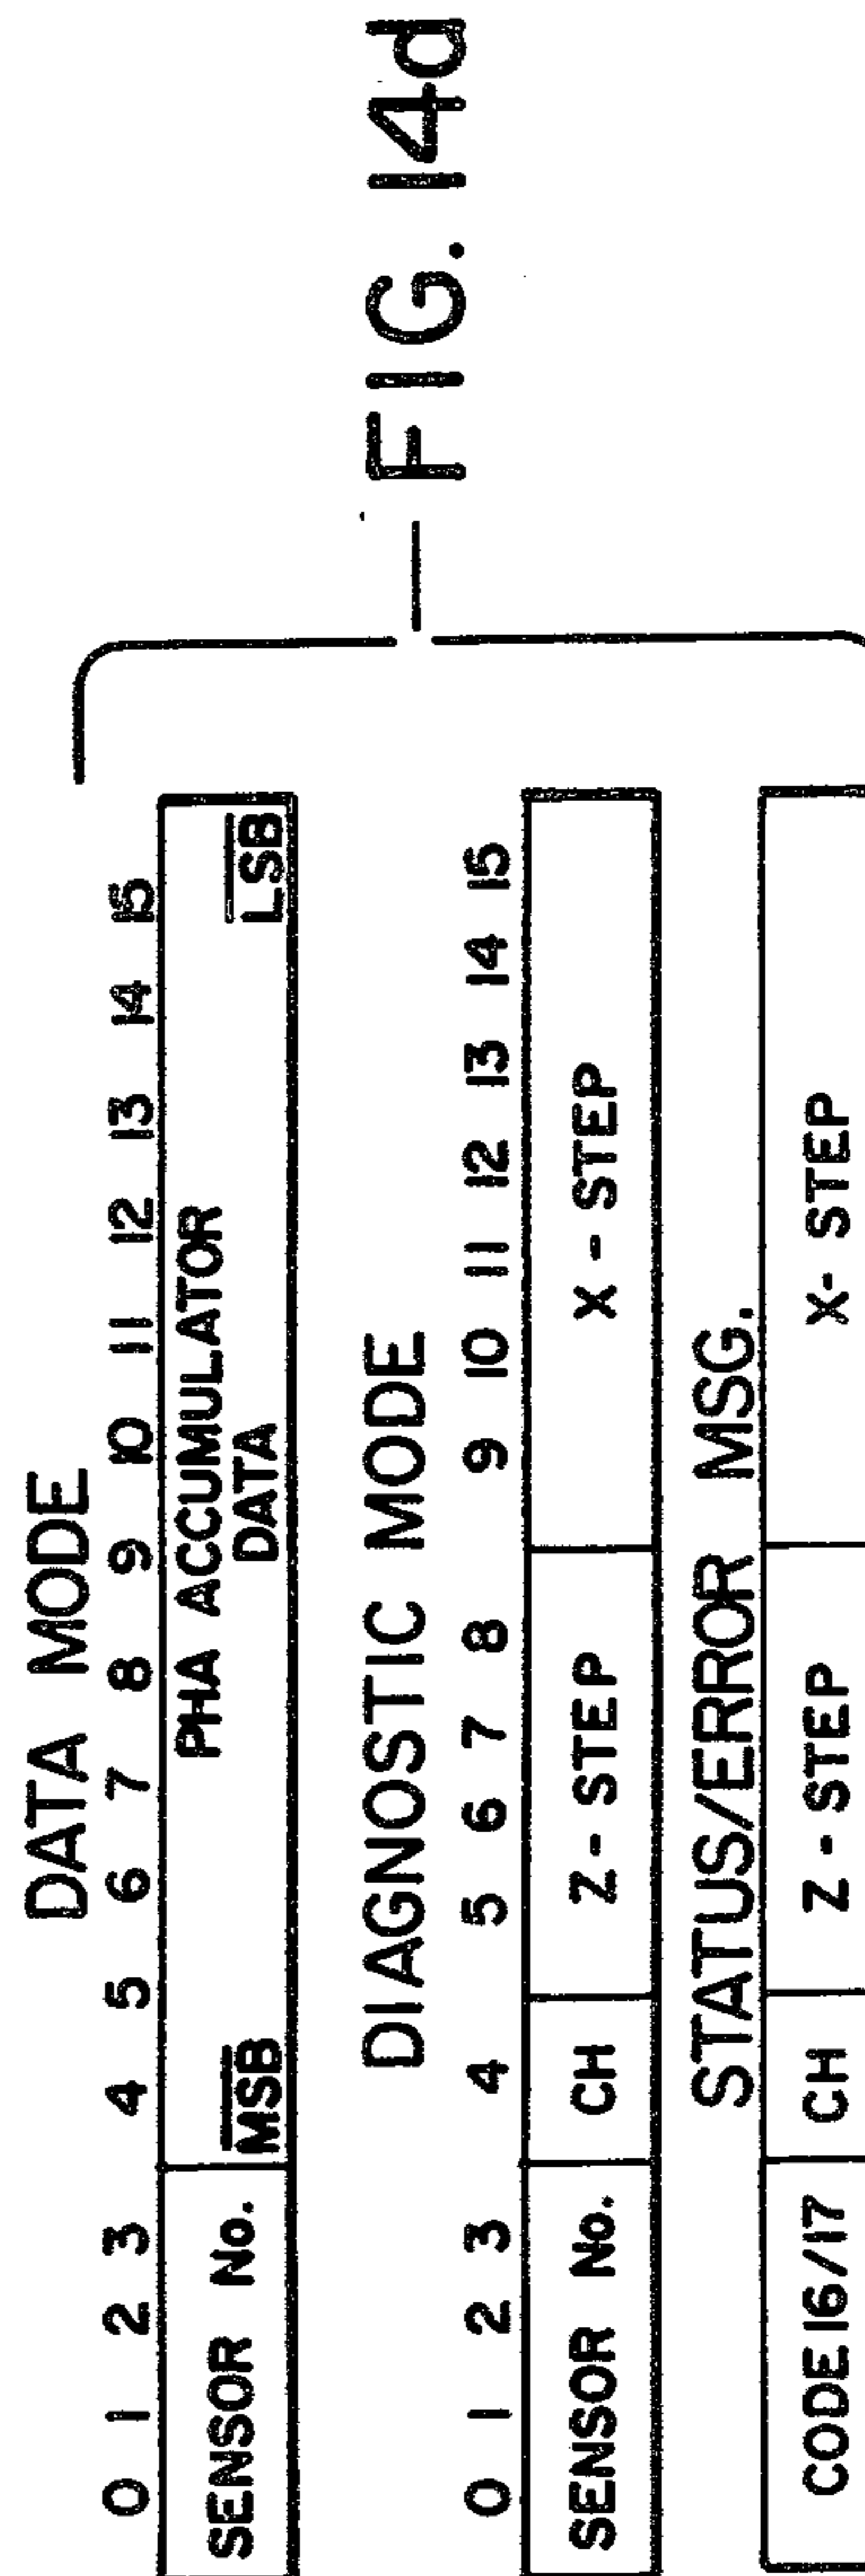 DATA MODE
0 1 2 3 4 5 6 7 8 9 10 11 12 13 14 15
SENSOR No. MSB PHA ACCUMULATOR DATA LSB
DIAGNOSTIC MODE
0 1 2 3 4 5 6 7 8 9 10 11 12 13 14 15
SENSOR No. CH Z - STEP X - STEP
STATUS/ERROR MSG.
CODE 16/17 CH Z - STEP X - STEP
FIG. 14d